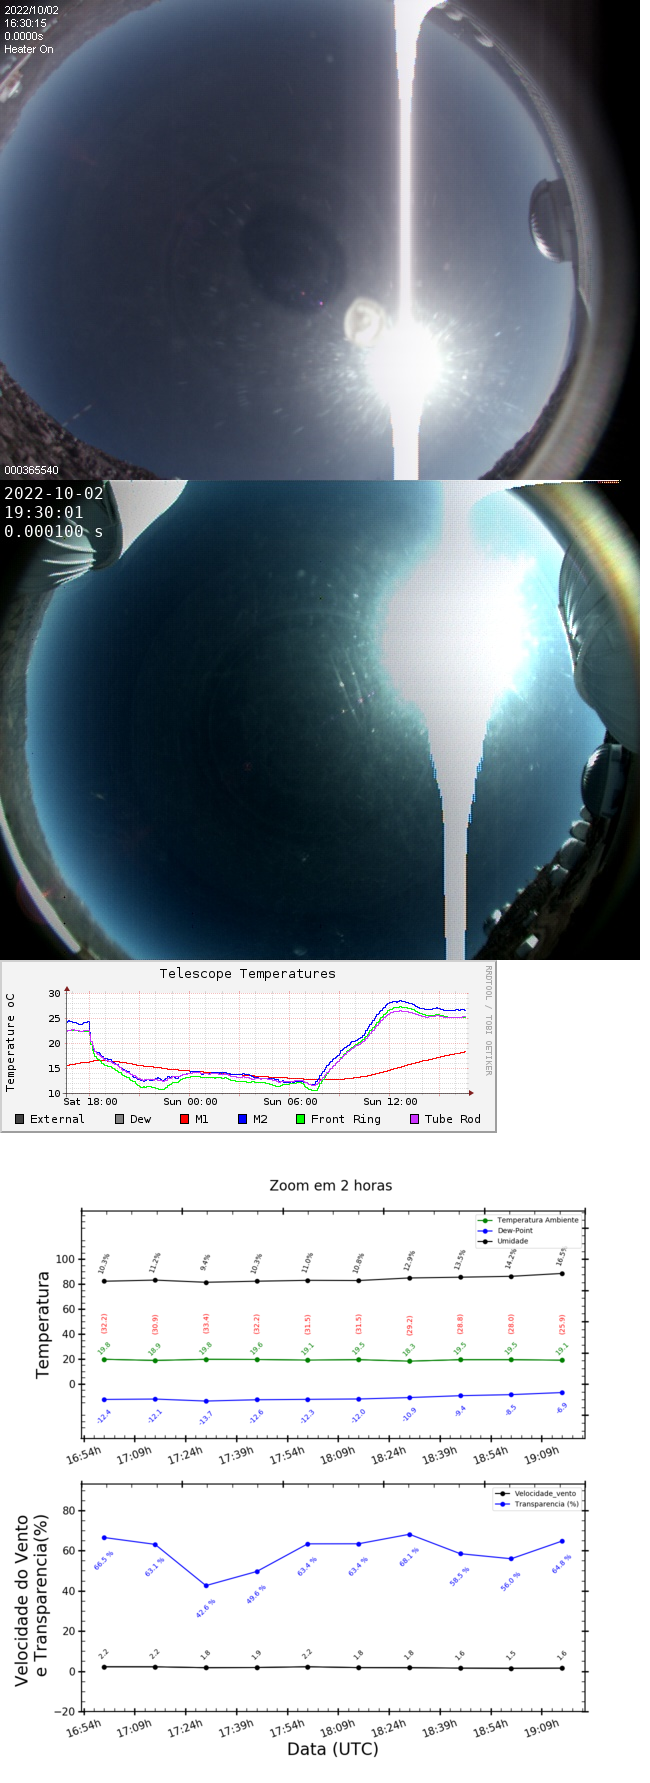 2022/10/02
16:30:15
0.0000s
Heater On
000365540
2022-10-02
19:30:01
0.000100 s
Telescope Temperatures
RRDTOOL / TOBI OETIKER
Temperature oC
30
25
20
15
10
Sat 18:00 Sun 00:00 Sun 06:00 Sun 12:00
External Dew M1 M2 Front Ring Tube Rod
Zoom em 2 horas
Temperatura Ambiente
Dew-Point
Umidade
Temperatura
100
80
60
40
20
0
10.3% 11.2% 9.4% 10.3% 11.0% 10.8% 12.9% 13.5% 14.2% 16.5%
(32.2) (30.9) (33.4) (32.2) (31.5) (31.5) (29.2) (28.8) (28.0) (25.9)
19.8 18.9 19.8 19.6 19.1 19.5 18.3 19.5 19.5 19.1
-12.4 -12.1 -13.7 -12.6 -12.3 -12.0 -10.9 -9.4 -8.5 -6.9
16:54h 17:09h 17:24h 17:39h 17:54h 18:09h 18:24h 18:39h 18:54h 19:09h
Velocidade_vento
Transparencia (%)
Velocidade do Vento
e Transparencia(%)
80
60
40
20
0
−20
66.5 % 63.1 % 42.6 % 49.6 % 63.4 % 63.4 % 68.1 % 58.5 % 56.0 % 64.8 %
2.2 2.2 1.8 1.9 2.2 1.8 1.8 1.6 1.5 1.6
16:54h 17:09h 17:24h 17:39h 17:54h 18:09h 18:24h 18:39h 18:54h 19:09h
Data (UTC)